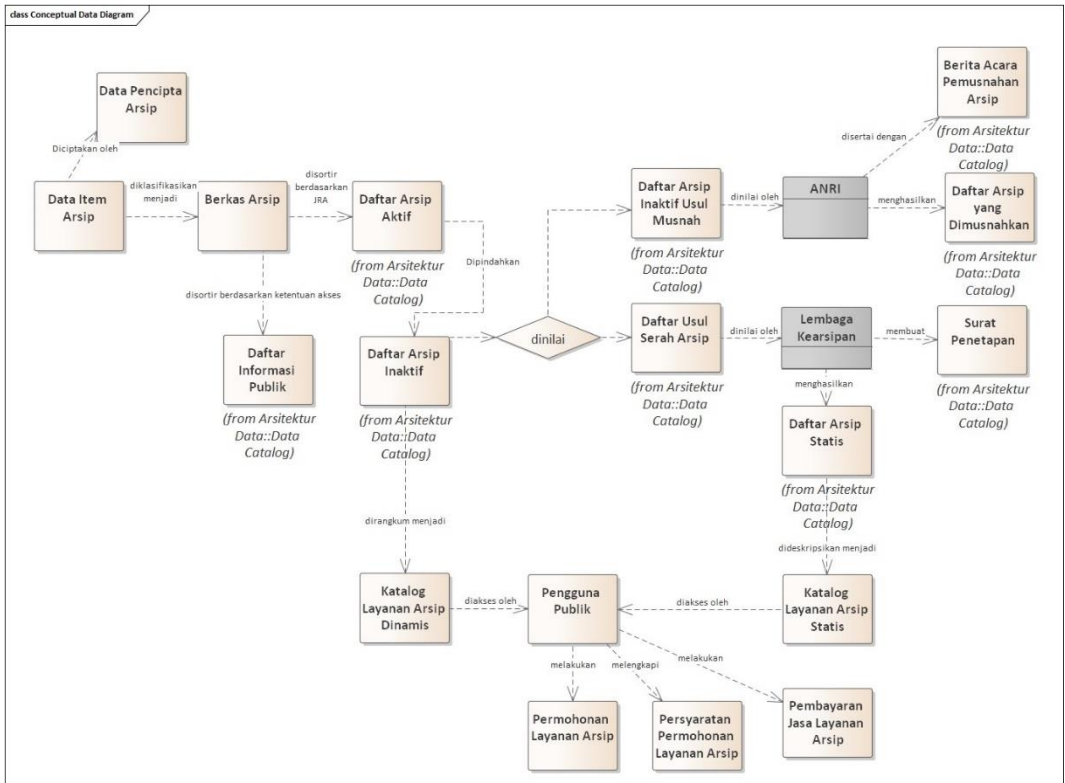 class Conceptual Data Diagram
Data Pencipta
Arsip
Diciptakan oleh
Data Item
Arsip
diklasifikasikan
menjadi
Berkas Arsip
disortir
berdasarkan
JRA
Daftar Arsip
Aktif
(from Arsitektur
Data::Data
Catalog)
Dipindahkan
disortir berdasarkan ketentuan akses
Daftar
Informasi
Publik
(from Arsitektur
Data::Data
Catalog)
Daftar Arsip
Inaktif
(from Arsitektur
Data::Data
Catalog)
dinilai
Daftar Arsip
Inaktif Usul
Musnah
(from Arsitektur
Data::Data
Catalog)
dinilai oleh
ANRI
disertai dengan
Berita Acara
Pemusnahan
Arsip
(from Arsitektur
Data::Data
Catalog)
menghasilkan
Daftar Arsip
yang
Dimusnahkan
(from Arsitektur
Data::Data
Catalog)
Daftar Usul
Serah Arsip
(from Arsitektur
Data::Data
Catalog)
dinilai oleh
Lembaga
Kearsipan
membuat
Surat
Penetapan
(from Arsitektur
Data::Data
Catalog)
menghasilkan
Daftar Arsip
Statis
(from Arsitektur
Data::Data
Catalog)
dirangkum menjadi
dideskripsikan menjadi
Katalog
Layanan Arsip
Dinamis
diakses oleh
Pengguna
Publik
diakses oleh
Katalog
Layanan Arsip
Statis
melakukan
melengkapi
melakukan
Permohonan
Layanan Arsip
Persyaratan
Permohonan
Layanan Arsip
Pembayaran
Jasa Layanan
Arsip